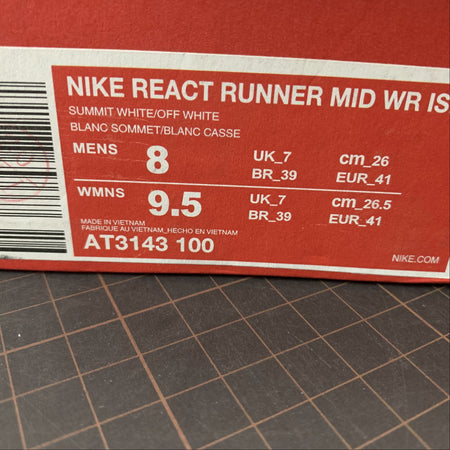 NIKE REACT RUNNER MID WR IS
SUMMIT WHITE/OFF WHITE
BLANC SOMMET/BLANC CASSE
MENS 8 UK_7 cm_26
BR_39 EUR_41
WMNS 9.5 UK_7 cm_26.5
BR_39 EUR_41
MADE IN VIETNAM
FABRIQUE AU VIETNAM_HECHO EN VIETNAM
AT3143 100
NIKE.COM